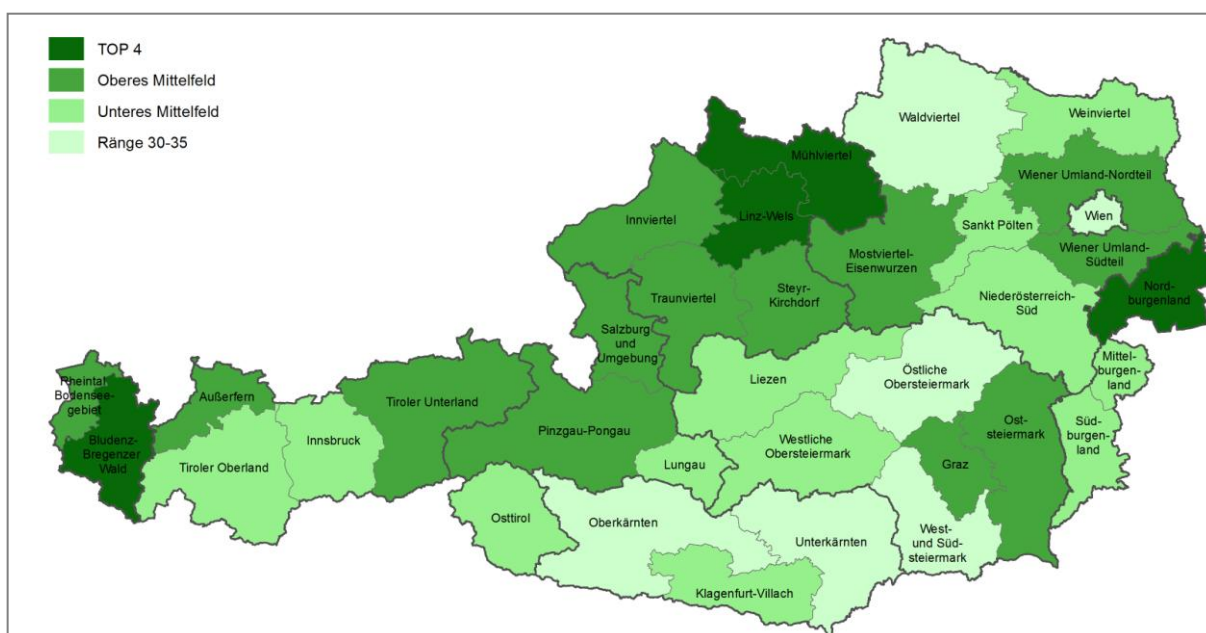 TOP 4
Oberes Mittelfeld
Unteres Mittelfeld
Ränge 30-35
Waldviertel
Weinviertel
Mühlviertel
Wiener Umland-Nordteil
Wien
Linz-Wels
Innviertel
Sankt Pölten
Mostviertel-
Eisenwurzen
Wiener Umland-
Südteil
Nord-
burgenland
Traunviertel
Steyr-
Kirchdorf
Niederösterreich-
Süd
Salzburg
und
Umgebung
Mittel-
burgen-
land
Liezen
Östliche
Obersteiermark
Rheintal-
Bodensee-
gebiet
Außerfern
Tiroler Unterland
Bludenz-
Bregenzer
Wald
Innsbruck
Pinzgau-Pongau
Ost-
steiermark
Süd-
burgen-
land
Tiroler Oberland
Westliche
Obersteiermark
Lungau
Graz
Osttirol
Oberkärnten
Unterkärnten
West-
und Süd-
steiermark
Klagenfurt-Villach